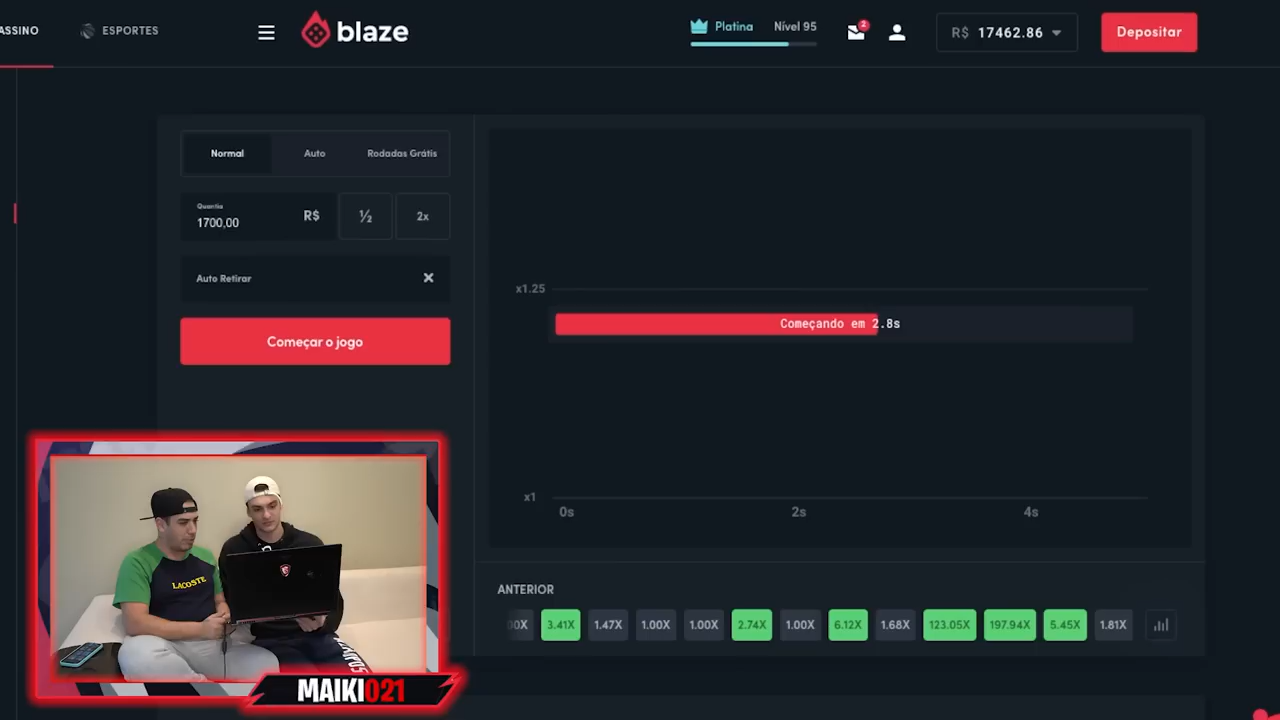 ASSINO
ESPORTES
blaze
Platina
Nível 95
2
R$ 17462.86
Depositar
Normal
Auto
Rodadas Grátis
Quantia
1700,00
R$
½
2x
Auto Retirar
Começar o jogo
x1.25
Começando em 2.8s
x1
0s
2s
4s
ANTERIOR
00X
3.41X
1.47X
1.00X
1.00X
2.74X
1.00X
6.12X
1.68X
123.05X
197.94X
5.45X
1.81X
LACOSTE
MAIKI021